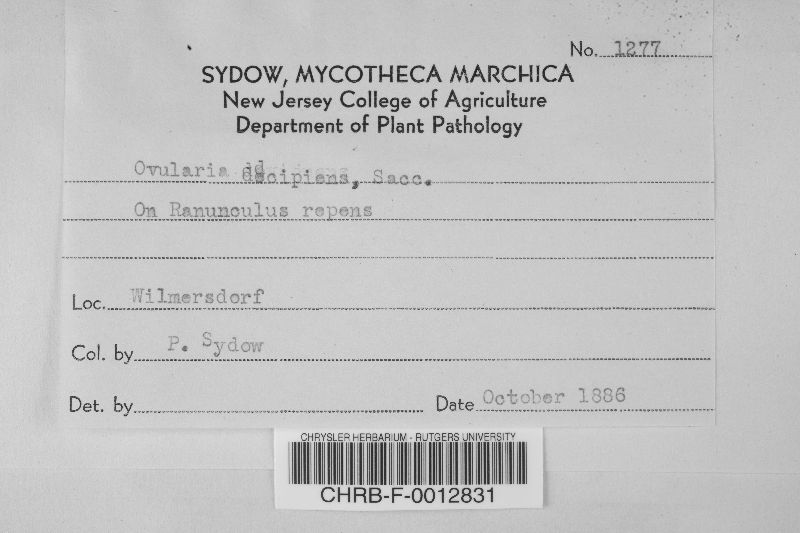 No. 1277
SYDOW, MYCOTHECA MARCHICA
New Jersey College of Agriculture
Department of Plant Pathology
Ovularia decipiens, Sacc.
On Ranunculus repens
Loc. Wilmersdorf
Col. by P. Sydow
Det. by
Date October 1886
CHRYSLER HERBARIUM - RUTGERS UNIVERSITY
CHRB-F-0012831